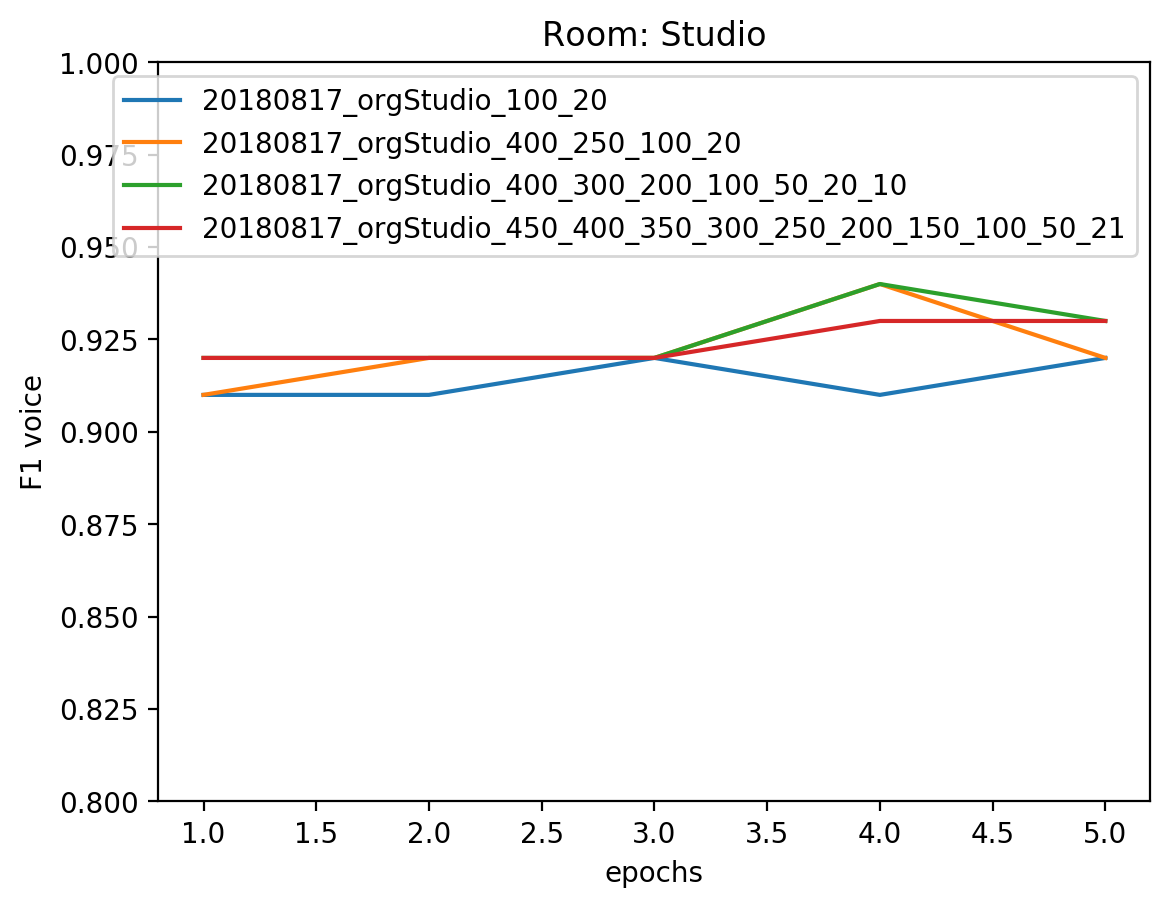 Room: Studio
1.000
0.975
0.950
0.925
0.900
0.875
0.850
0.825
0.800
20180817_orgStudio_100_20
20180817_orgStudio_400_250_100_20
20180817_orgStudio_400_300_200_100_50_20_10
20180817_orgStudio_450_400_350_300_250_200_150_100_50_21
F1 voice
1.0 1.5 2.0 2.5 3.0 3.5 4.0 4.5 5.0
epochs